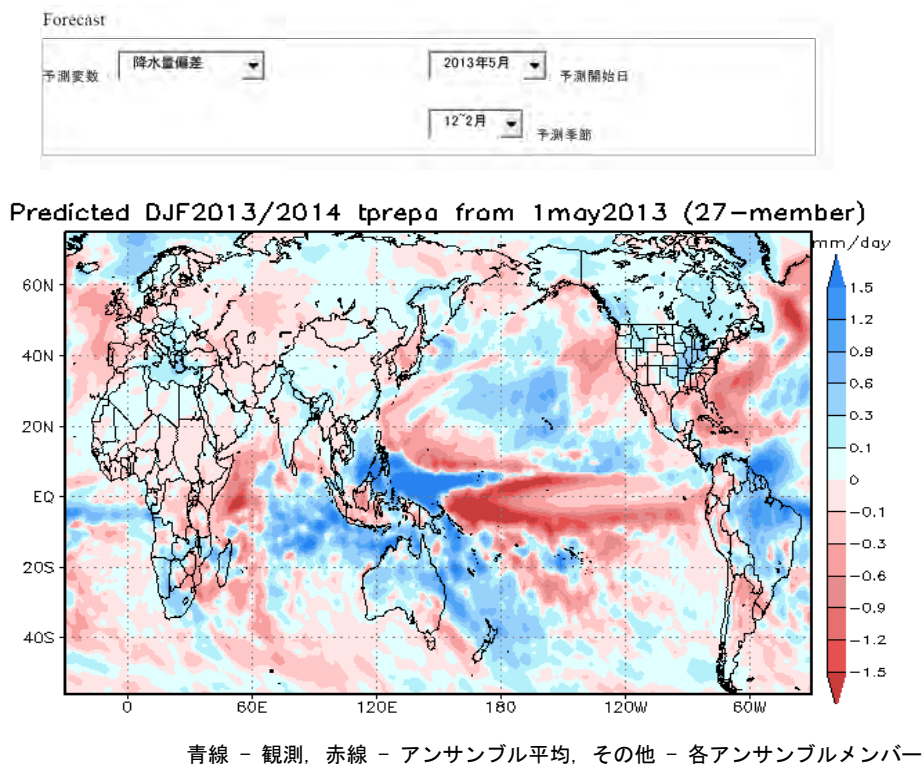 Forecast
予測変数 : 降水量偏差 2013年5月 : 予測開始日
12~2月 : 予測季節
Predicted DJF2013/2014 tprepa from 1may2013 (27-member)
mm/day
60N
40N
20N
EQ
20S
40S
0 60E 120E 180 120W 60W
1.5
1.2
0.9
0.6
0.3
0.1
0
-0.1
-0.3
-0.6
-0.9
-1.2
-1.5
青線 - 観測, 赤線 - アンサンブル平均, その他 - 各アンサンブルメンバー